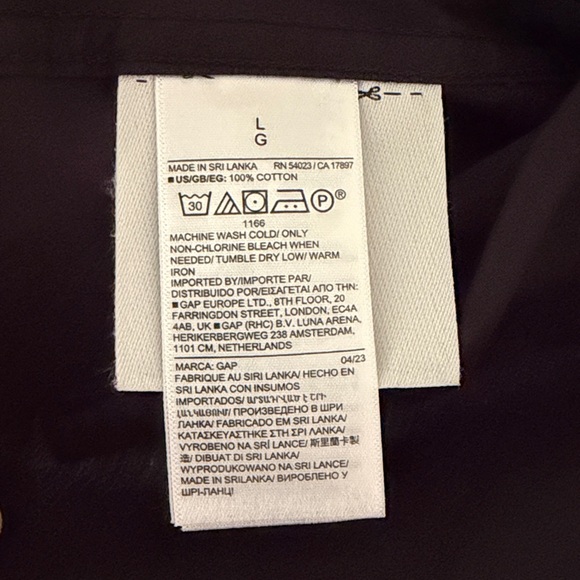 L
G
MADE IN SRI LANKA RN 54023 / CA 17897
■ US/GB/EG: 100% COTTON
30 P ®
1166
MACHINE WASH COLD/ ONLY
NON-CHLORINE BLEACH WHEN
NEEDED/ TUMBLE DRY LOW/ WARM
IRON
IMPORTED BY/IMPORTE PAR/
DISTRIBUIDO POR/ΕΙΣΑΓΕΤΑΙ ΑΠΟ ΤΗΝ:
■ GAP EUROPE LTD., 8TH FLOOR, 20
FARRINGDON STREET, LONDON, EC4A
4AB, UK ■ GAP (RHC) B.V. LUNA ARENA,
HERIKERBERGWEG 238 AMSTERDAM,
1101 CM, NETHERLANDS
MARCA: GAP 04/23
FABRIQUE AU SIRI LANKA/ HECHO EN
SRI LANKA CON INSUMOS
IMPORTADOS/
ПРОИЗВЕДЕНО В ШРИ
ЛАНКА/ FABRICADO EM SRI LANKA/
ΚΑΤΑΣΚΕΥΑΣΤΗΚΕ ΣΤΗ ΣΡΙ ΛΑΝΚΑ/
VYROBENO NA SRÍ LANCE/ 斯里蘭卡製
造/ DIBUAT DI SRI LANKA/
WYPRODUKOWANO NA SRI LANCE/
MADE IN SRILANKA/ ВИРОБЛЕНО У
ШРІ-ЛАНЦІ